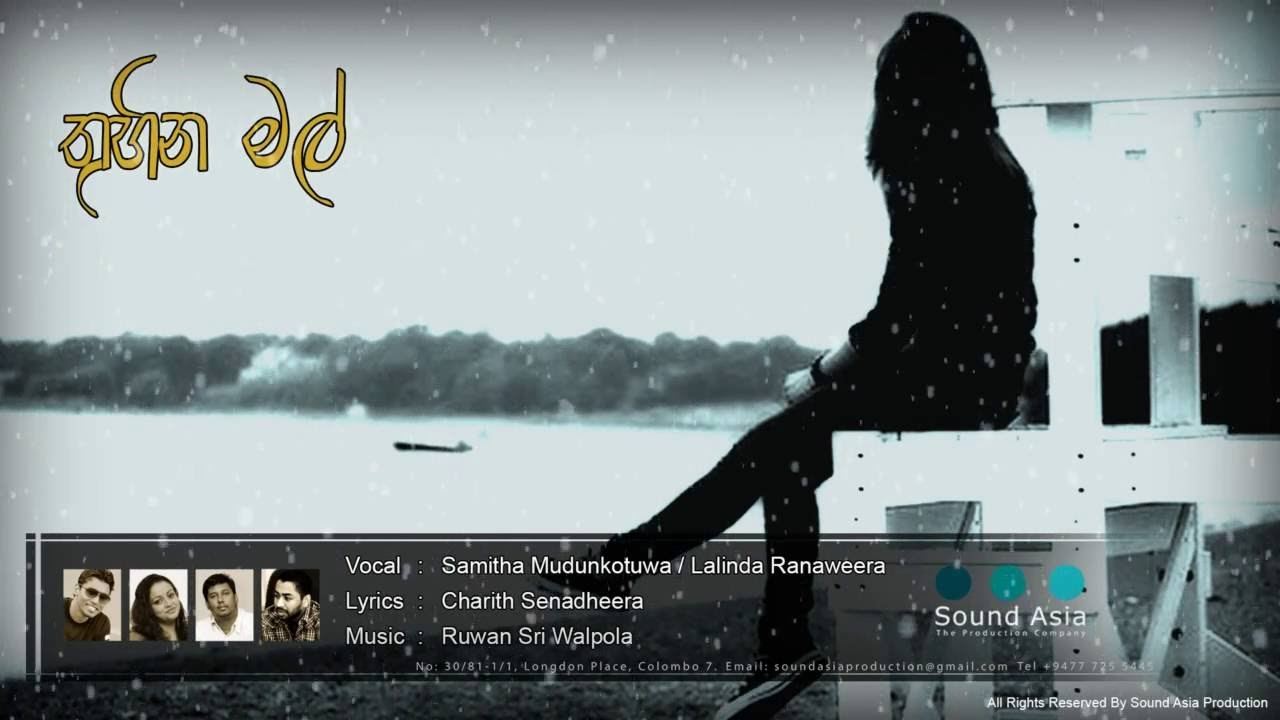 මල්
Vocal : Samitha Mudunkotuwa / Lalinda Ranaweera
Lyrics : Charith Senadheera
Music : Ruwan Sri Walpola
Sound Asia
The Production Company
No: 30/81-1/1, Longdon Place, Colombo 7. Email: soundasiaproduction@gmail.com Tel +9477 725 5445
All Rights Reserved By Sound Asia Production